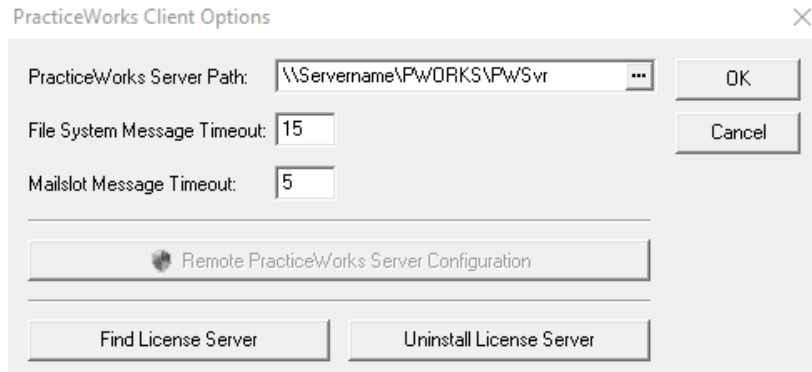 PracticeWorks Client Options
PracticeWorks Server Path: \\Servername\PWORKS\PWSvr ... OK
File System Message Timeout: 15 Cancel
Mailslot Message Timeout: 5
Remote PracticeWorks Server Configuration
Find License Server Uninstall License Server